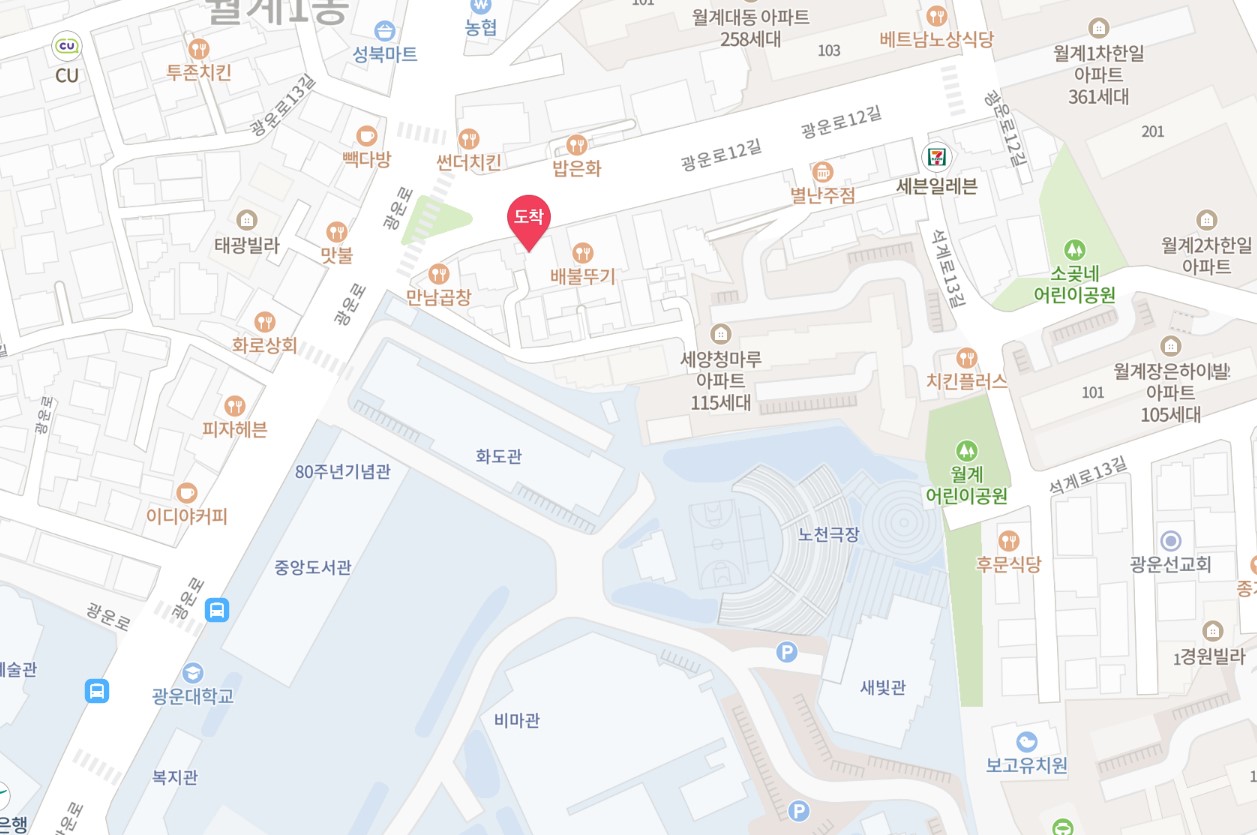 월계1동
101
월계대동 아파트
258세대
103
농협
베트남노상식당
월계1차한일
아파트
361세대
CU
CU
투존치킨
성북마트
광운로13길
빽다방
썬더치킨
밥은화
광운로12길
광운로12길
광운로12길
201
세븐일레븐
별난주점
광운로
태광빌라
맛불
도착
배불뚜기
만남곱창
석계로13길
소곶네
어린이공원
월계2차한일
아파트
광운로
화로상회
세양청마루
아파트
115세대
치킨플러스
월계장은하이빌
아파트
105세대
101
광운로
피자헤븐
80주년기념관
화도관
월계
어린이공원
석계로13길
이디야커피
노천극장
중앙도서관
후문식당
광운선교회
광운로
광운로
P
1경원빌라
광운대학교
새빛관
비마관
보고유치원
복지관
P
광운로
은행